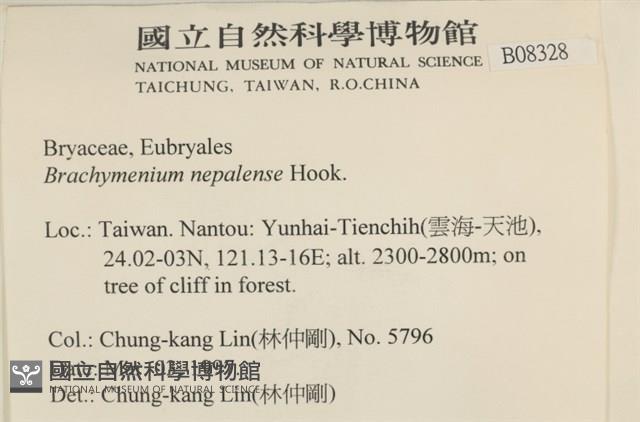 國立自然科學博物館
NATIONAL MUSEUM OF NATURAL SCIENCE
TAICHUNG, TAIWAN, R.O.CHINA
B08328
Bryaceae, Eubryales
Brachymenium nepalense Hook.
Loc.: Taiwan. Nantou: Yunhai-Tienchih(雲海-天池),
24.02-03N, 121.13-16E; alt. 2300-2800m; on
tree of cliff in forest.
Col.: Chung-kang Lin(林仲剛), No. 5796
國立自然科學博物館
NATIONAL MUSEUM OF NATURAL SCIENCE
Det.: Chung-kang Lin(林仲剛)